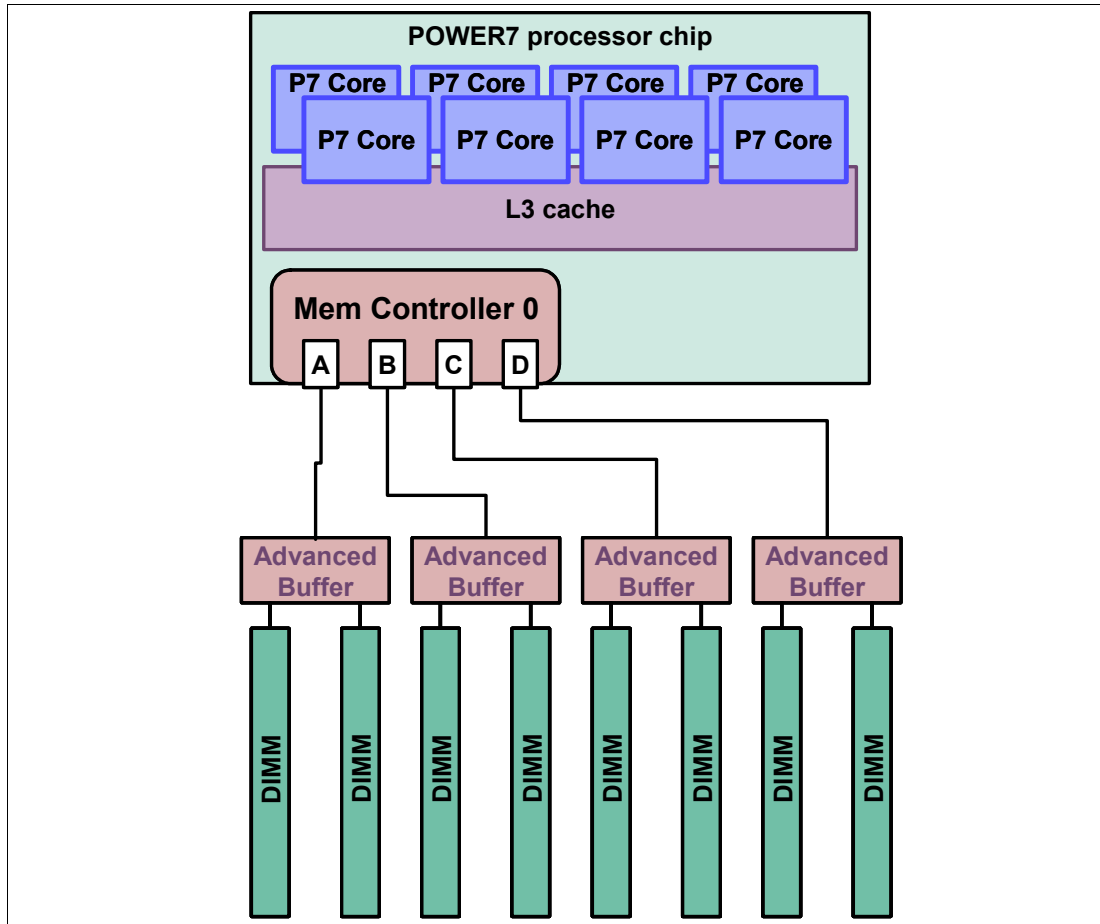 POWER7 processor chip
P7 Core P7 Core P7 Core P7 Core
P7 Core P7 Core P7 Core P7 Core
L3 cache
Mem Controller 0
A B C D
Advanced Buffer
Advanced Buffer
Advanced Buffer
Advanced Buffer
DIMM DIMM DIMM DIMM DIMM DIMM DIMM DIMM